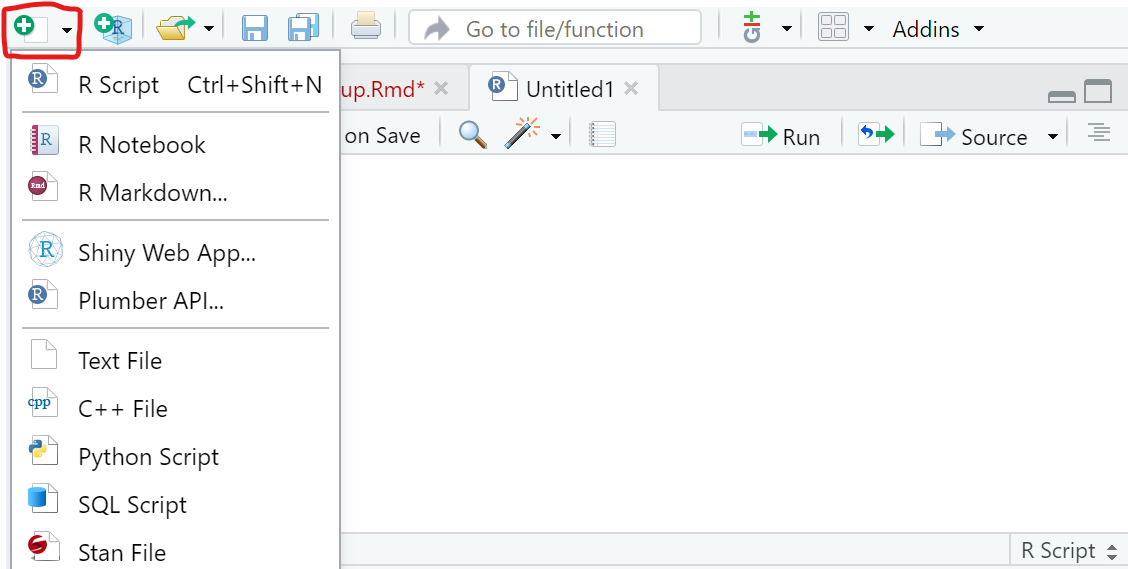 Go to file/function
Addins
R Script Ctrl+Shift+N
up.Rmd*
Untitled1
R Notebook
on Save
Run
Source
R Markdown...
Shiny Web App...
Plumber API...
Text File
cpp C++ File
Python Script
SQL Script
Stan File
R Script